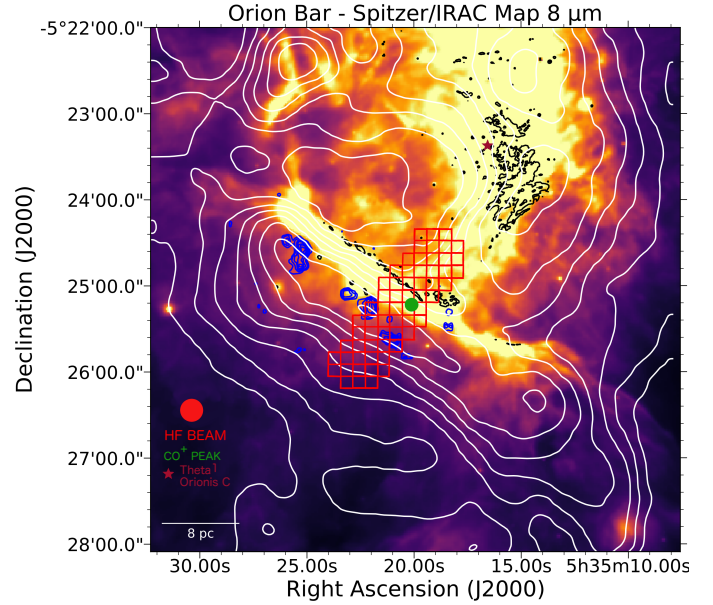 Orion Bar - Spitzer/IRAC Map 8 μm
-5°22'00.0"
23'00.0"
24'00.0"
25'00.0"
26'00.0"
27'00.0"
28'00.0"
Declination (J2000)
HF BEAM
CO+ PEAK
Theta1
Orionis C
8 pc
30.00s 25.00s 20.00s 15.00s 5h35m10.00s
Right Ascension (J2000)